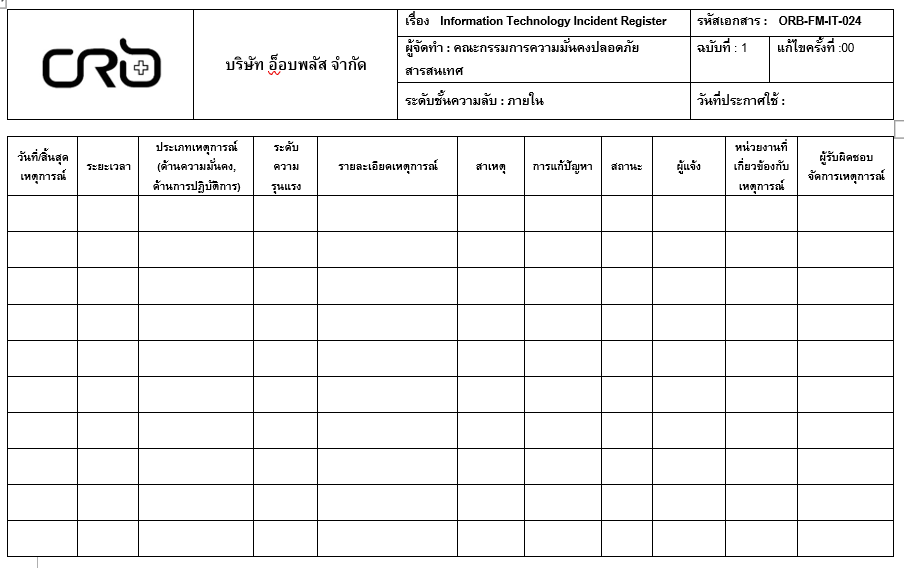 orb
บริษัท อ็อบพลัส จำกัด
เรื่อง Information Technology Incident Register
รหัสเอกสาร : ORB-FM-IT-024
ผู้จัดทำ : คณะกรรมการความมั่นคงปลอดภัย
สารสนเทศ
ฉบับที่ : 1
แก้ไขครั้งที่ :00
ระดับชั้นความลับ : ภายใน
วันที่ประกาศใช้ :
วันที่/สิ้นสุด
เหตุการณ์
ระยะเวลา
ประเภทเหตุการณ์
(ด้านความมั่นคง,
ด้านการปฏิบัติการ)
ระดับ
ความ
รุนแรง
รายละเอียดเหตุการณ์
สาเหตุ
การแก้ปัญหา
สถานะ
ผู้แจ้ง
หน่วยงานที่
เกี่ยวข้องกับ
เหตุการณ์
ผู้รับผิดชอบ
จัดการเหตุการณ์